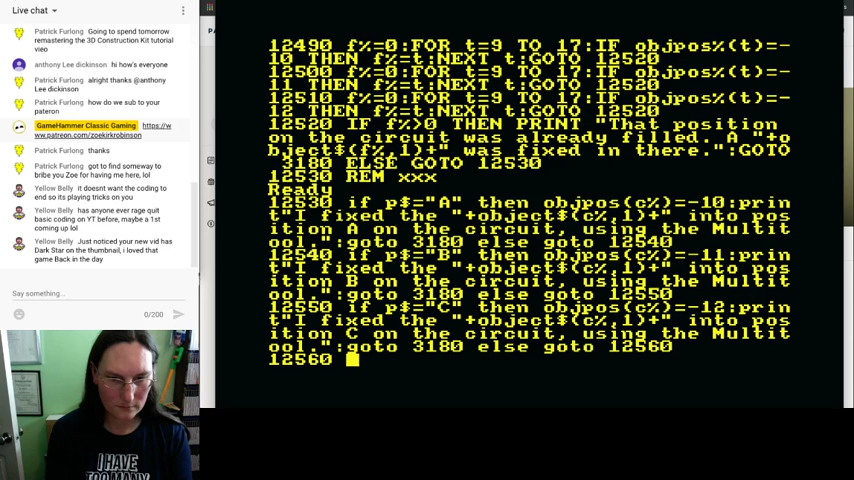 Live chat
Patrick Furlong Going to spend tomorrow
remastering the 3D Construction Kit tutorial
vieo
anthony Lee dickinson hi how's everyone
Patrick Furlong alright thanks @anthony
Lee dickinson
Patrick Furlong how do we sub to your
pateron
GameHammer Classic Gaming https://w
ww.patreon.com/zoekirkrobinson
Patrick Furlong thanks
Patrick Furlong got to find someway to
bribe you Zoe for having me here, lol
Yellow Belly it doesnt want the coding to
end so its playing tricks on you
Yellow Belly has anyone ever rage quit
basic coding on YT before, maybe a 1st
coming up lol
Yellow Belly Just noticed your new vid has
Dark Star on the thumbnail, i loved that
game Back in the day
Say something...
0/200
12490 f%=0:FOR t=9 TO 17:IF objpos%(t)=-
10 THEN f%=t:NEXT t:GOTO 12520
12500 f%=0:FOR t=9 TO 17:IF objpos%(t)=-
11 THEN f%=t:NEXT t:GOTO 12520
12510 f%=0:FOR t=9 TO 17:IF objpos%(t)=-
12 THEN f%=t:NEXT t:GOTO 12520
12520 IF f%>0 THEN PRINT "That position
on the circuit was already filled. A "+o
bject$(f%,1)+" was fixed in there.":GOTO
3180 ELSE GOTO 12530
12530 REM xxx
Ready
12530 if p$="A" then objpos(c%)=-10:prin
t"I fixed the "+object$(c%,1)+" into pos
ition A on the circuit, using the Multit
ool.":goto 3180 else goto 12540
12540 if p$="B" then objpos(c%)=-11:prin
t"I fixed the "+object$(c%,1)+" into pos
ition B on the circuit, using the Multit
ool.":goto 3180 else goto 12550
12550 if p$="C" then objpos(c%)=-12:prin
t"I fixed the "+object$(c%,1)+" into pos
ition C on the circuit, using the Multit
ool.":goto 3180 else goto 12560
12560
I HAVE
TOO MANY